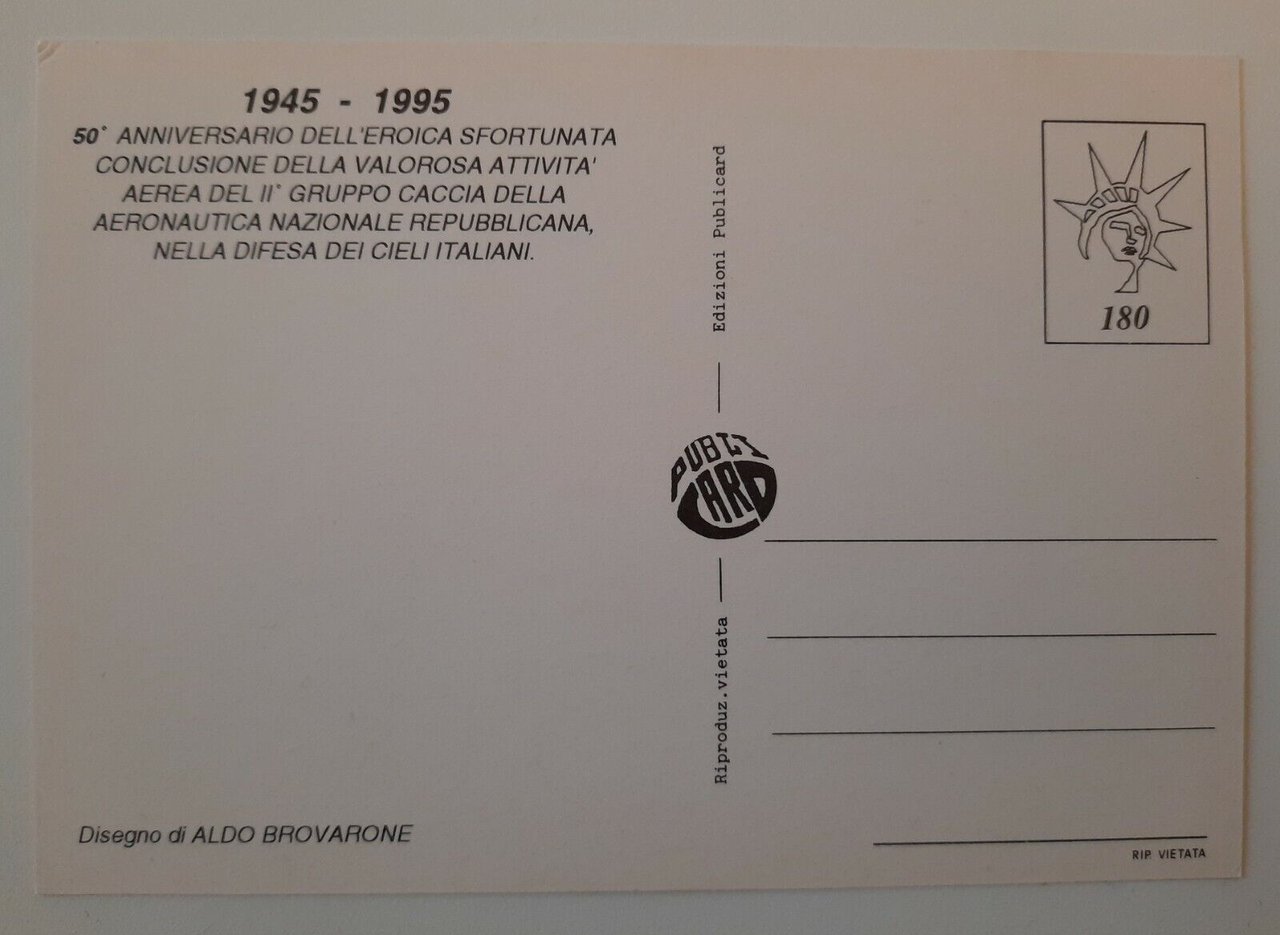 1945 - 1995
50° ANNIVERSARIO DELL'EROICA SFORTUNATA
CONCLUSIONE DELLA VALOROSA ATTIVITA'
AEREA DEL II° GRUPPO CACCIA DELLA
AERONAUTICA NAZIONALE REPUBBLICANA,
NELLA DIFESA DEI CIELI ITALIANI.
Disegno di ALDO BROVARONE
Edizioni Publicard
PUBLI
CARD
Riproduz.vietata
180
RIP. VIETATA